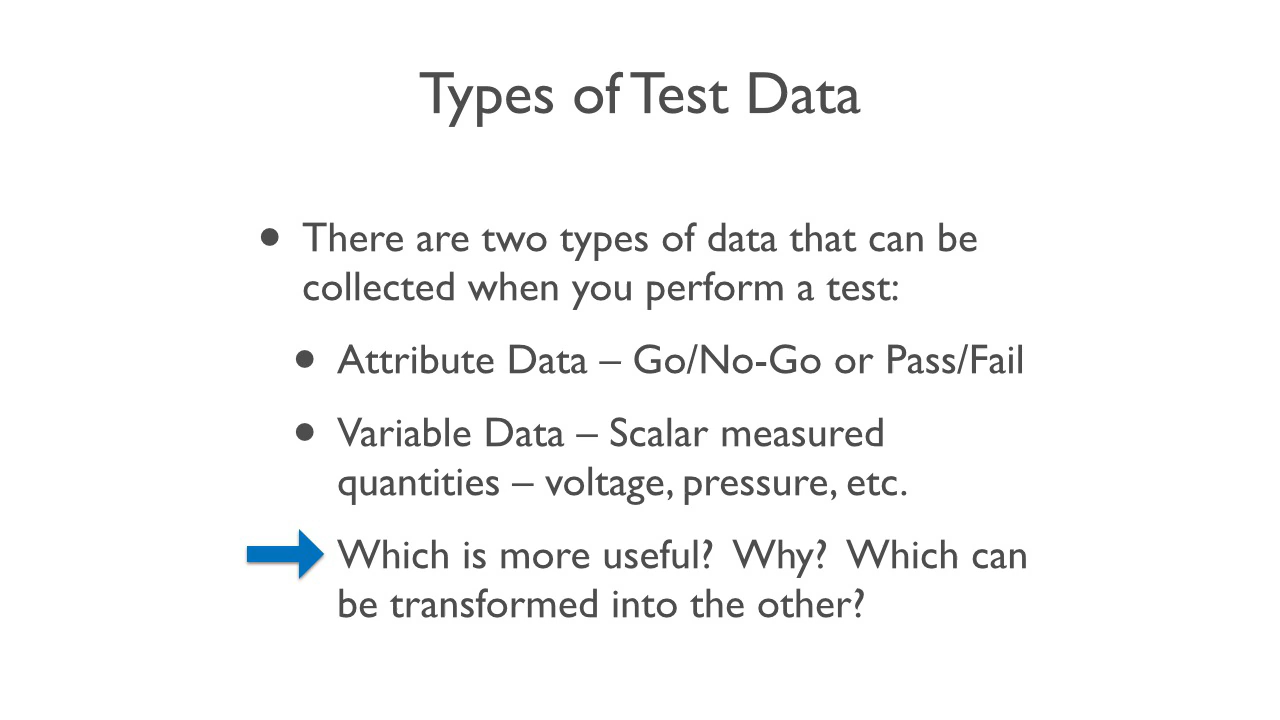 Types of Test Data
• There are two types of data that can be
collected when you perform a test:
• Attribute Data – Go/No-Go or Pass/Fail
• Variable Data – Scalar measured
quantities – voltage, pressure, etc.
Which is more useful?  Why?  Which can
be transformed into the other?